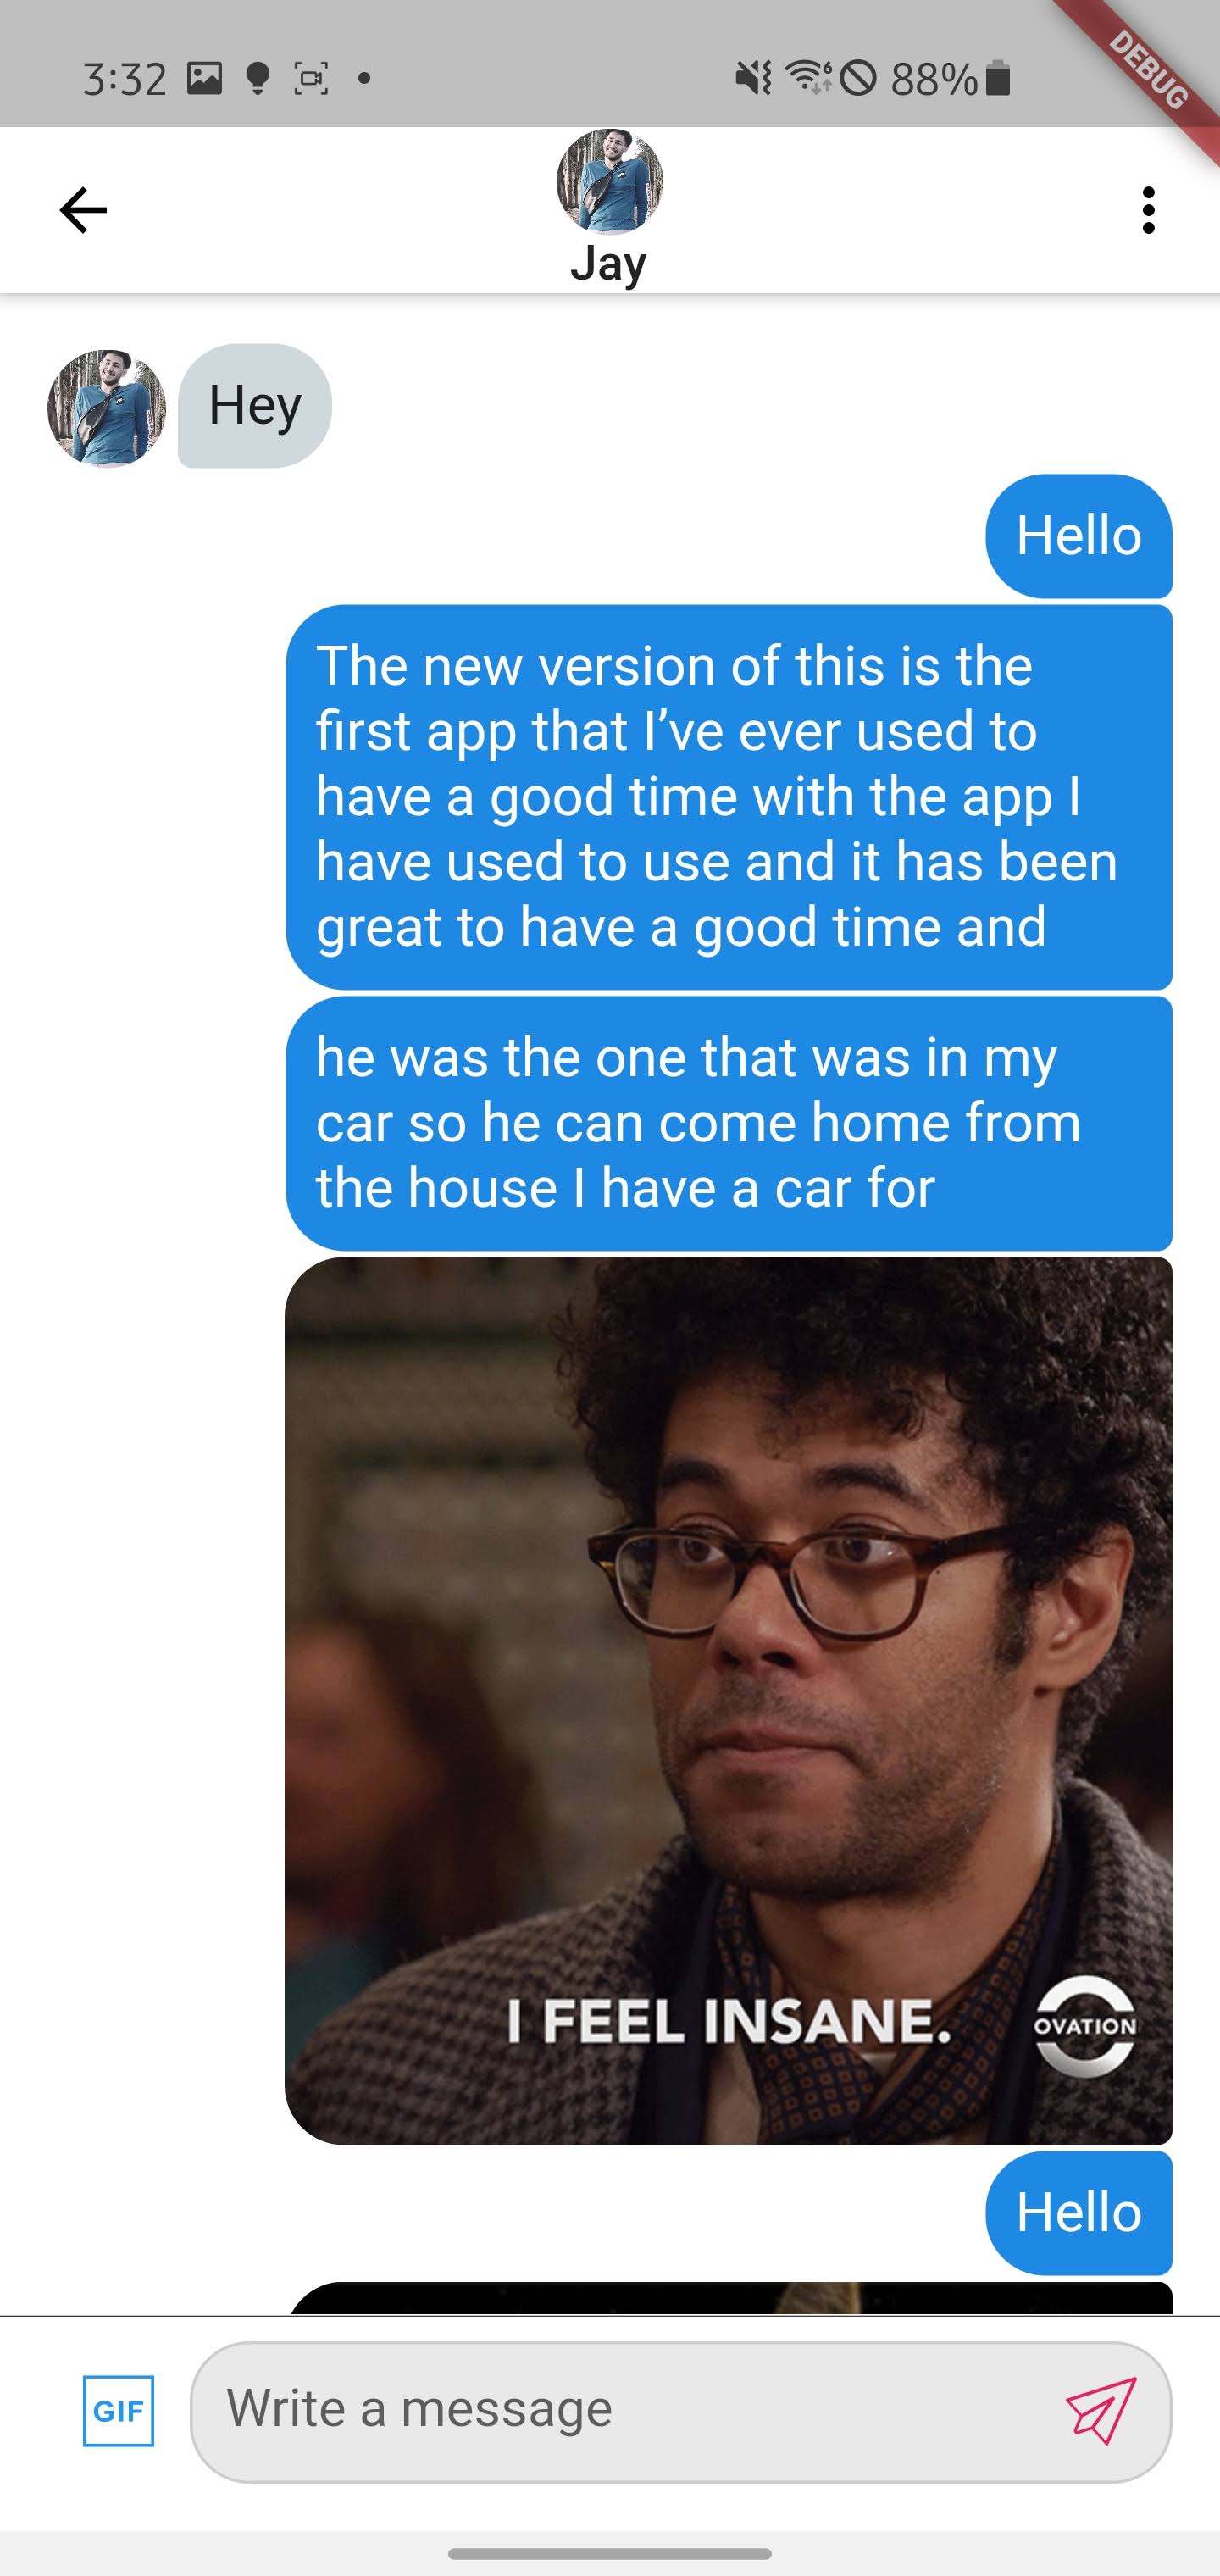 3:32
6
88%
DEBUG
Jay
Hey
Hello
The new version of this is the
first app that I’ve ever used to
have a good time with the app I
have used to use and it has been
great to have a good time and
he was the one that was in my
car so he can come home from
the house I have a car for
I FEEL INSANE.
OVATION
Hello
GIF
Write a message